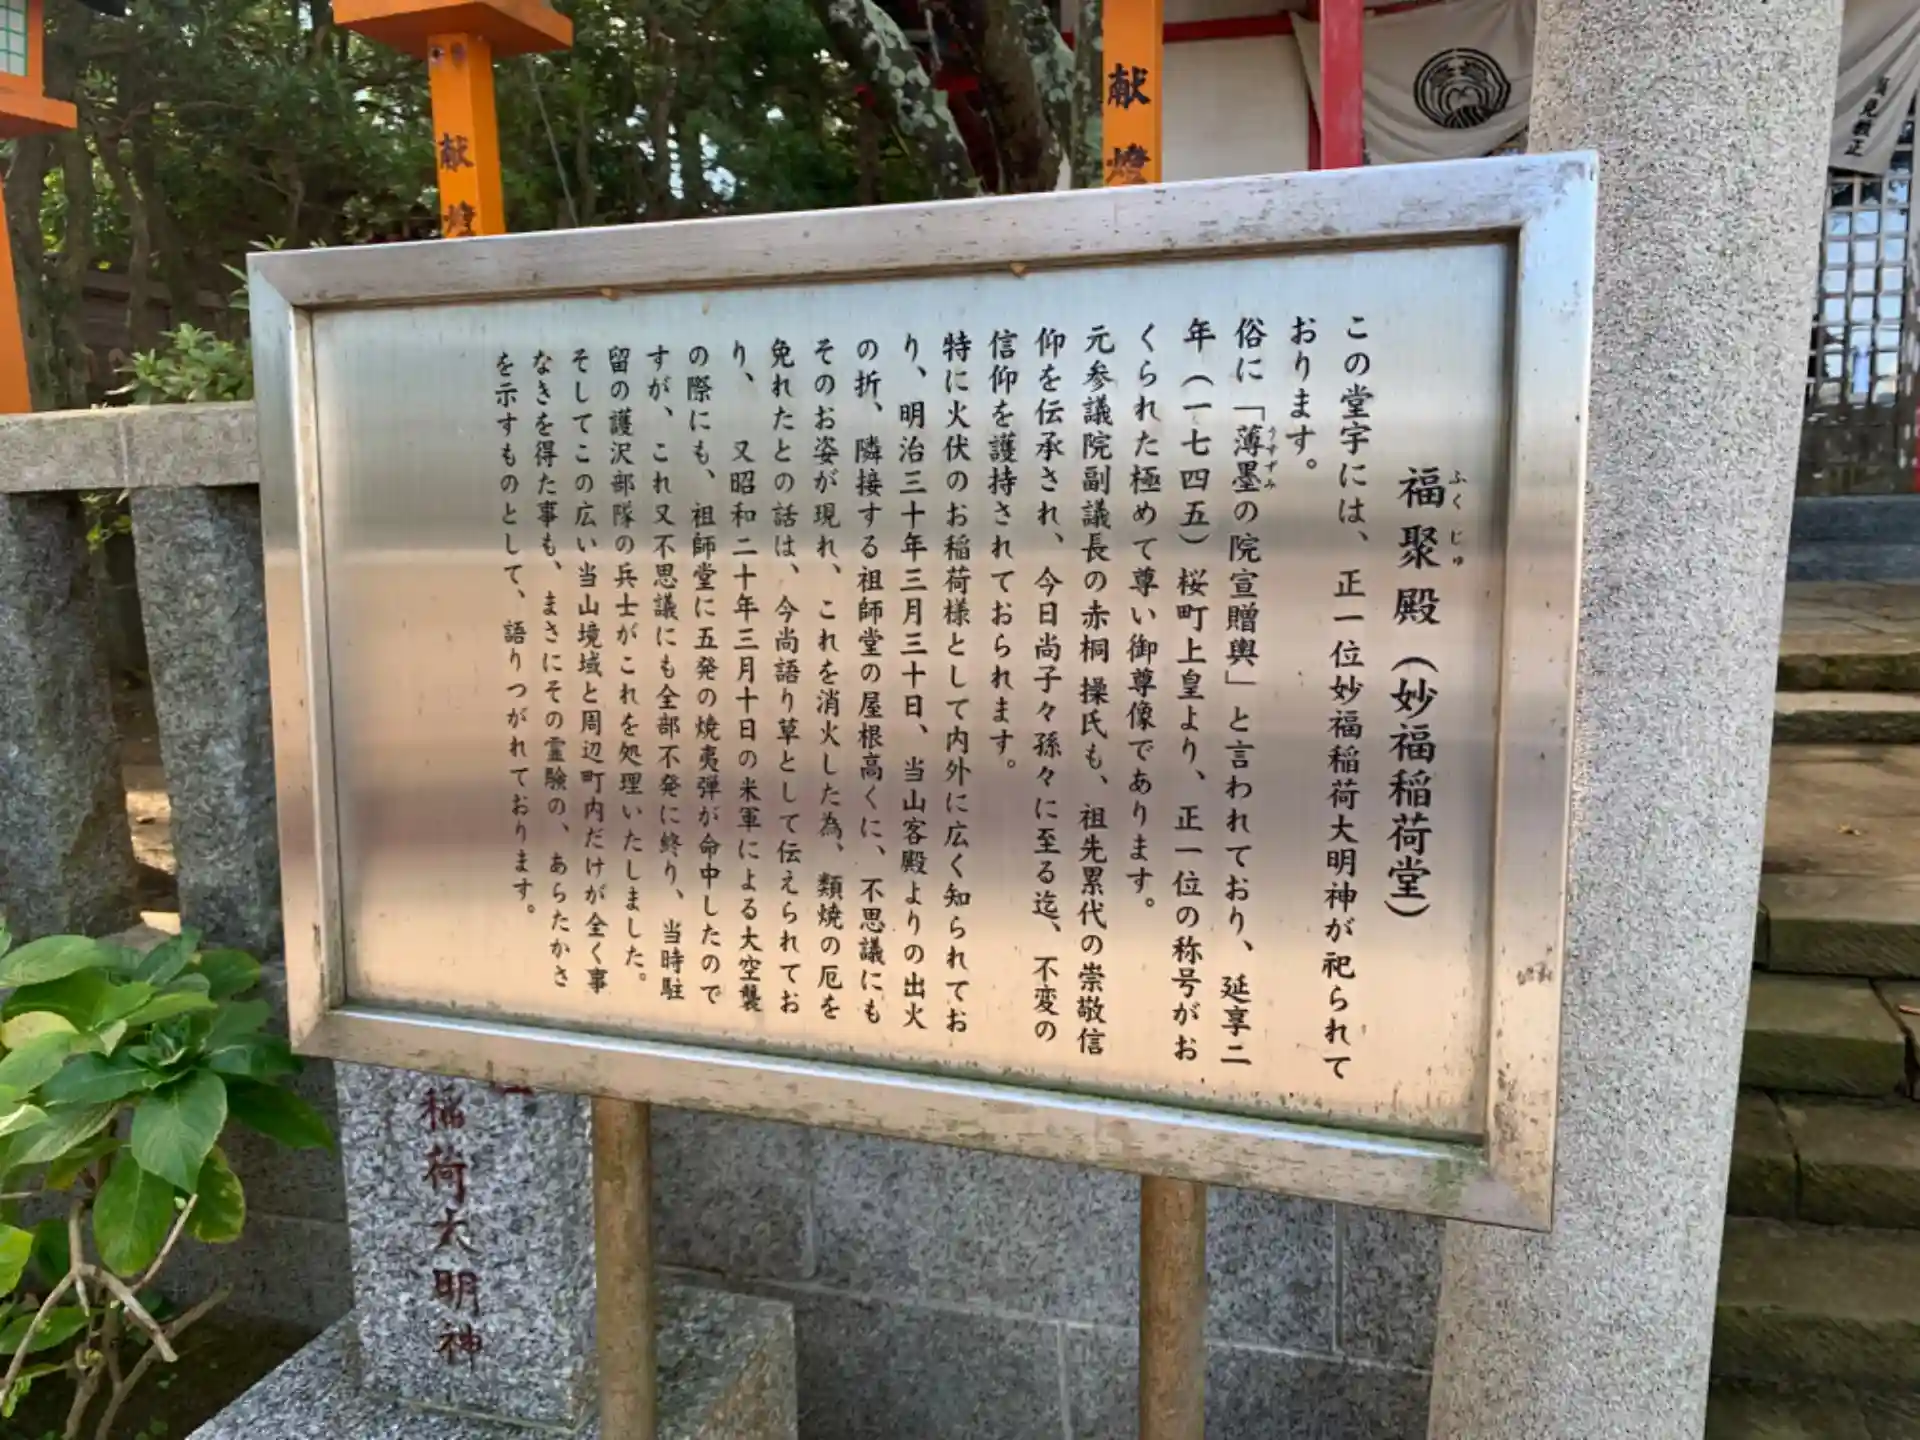 福聚殿（妙福稲荷堂）
ふくじゅ
この堂宇には、正一位妙福稲荷大明神が祀られて
おります。
俗に「薄墨の院宣贈輿」と言われており、延享二
うすずみ
年（一七四五）桜町上皇より、正一位の称号がお
くられた極めて尊い御尊像であります。
元参議院副議長の赤桐 操氏も、祖先累代の崇敬信
仰を伝承され、今日尚子々孫々に至る迄、不変の
信仰を護持されておられます。
特に火伏のお稲荷様として内外に広く知られてお
り、明治三十年三月三十日、当山客殿よりの出火
の折、隣接する祖師堂の屋根高くに、不思議にも
そのお姿が現れ、これを消火した為、類焼の厄を
免れたとの話は、今尚語り草として伝えられてお
り、 又昭和二十年三月十日の米軍による大空襲
の際にも、祖師堂に五発の焼夷弾が命中したので
すが、これ又不思議にも全部不発に終り、当時駐
留の護沢部隊の兵士がこれを処理いたしました。
そしてこの広い当山境域と周辺町内だけが全く事
なきを得た事も、まさにその霊験の、あらたかさ
を示すものとして、語りつがれております。
献燈
献燈
稲荷大明神